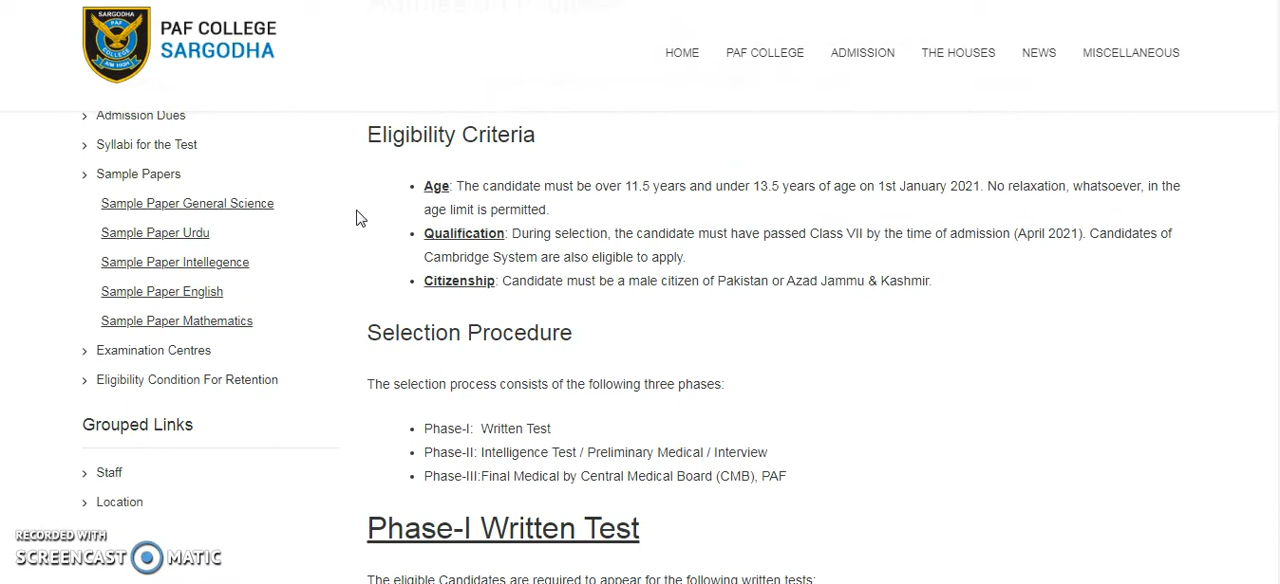 SARGODHA
PAF
COLLEGE
AIM HIGH
PAF COLLEGE
SARGODHA
HOME
PAF COLLEGE
ADMISSION
THE HOUSES
NEWS
MISCELLANEOUS
Admission Dues
Syllabi for the Test
Sample Papers
Sample Paper General Science
Sample Paper Urdu
Sample Paper Intellegence
Sample Paper English
Sample Paper Mathematics
Examination Centres
Eligibility Condition For Retention
Grouped Links
Staff
Location
Eligibility Criteria
Age: The candidate must be over 11.5 years and under 13.5 years of age on 1st January 2021. No relaxation, whatsoever, in the
age limit is permitted.
Qualification: During selection, the candidate must have passed Class VII by the time of admission (April 2021). Candidates of
Cambridge System are also eligible to apply.
Citizenship: Candidate must be a male citizen of Pakistan or Azad Jammu & Kashmir.
Selection Procedure
The selection process consists of the following three phases:
Phase-I: Written Test
Phase-II: Intelligence Test / Preliminary Medical / Interview
Phase-III:Final Medical by Central Medical Board (CMB), PAF
Phase-I Written Test
The eligible Candidates are required to appear for the following written tests:
RECORDED WITH
SCREENCAST MATIC